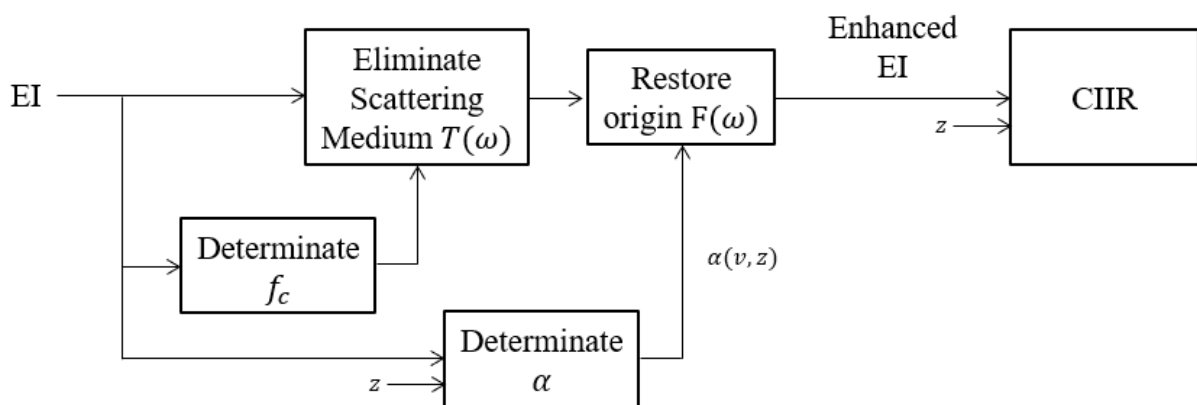 EI
Eliminate
Scattering
Medium T(ω)
Restore
origin F(ω)
Enhanced
EI
z
CIIR
Determinate
f_c
α(v, z)
z
Determinate
α